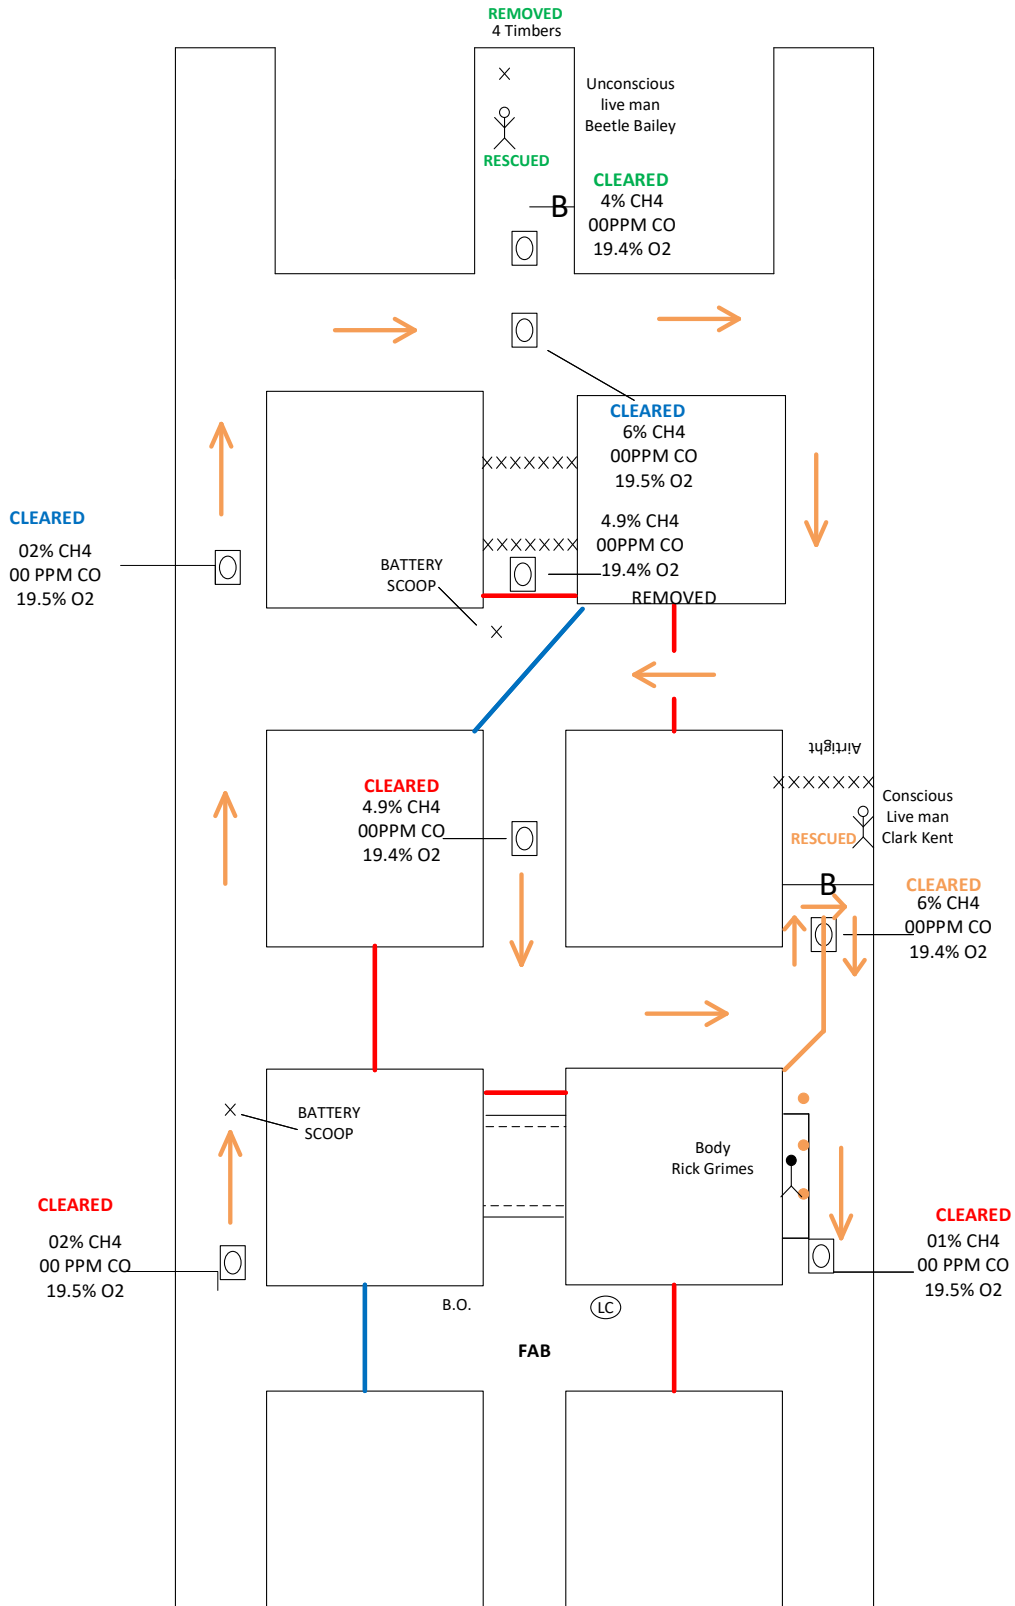 REMOVED
4 Timbers
X
Unconscious
live man
Beetle Bailey
RESCUED
CLEARED
4% CH4
B
00PPM CO
19.4% O2
CLEARED
6% CH4
00PPM CO
19.5% O2
XXXXXXX
CLEARED
02% CH4
00 PPM CO
19.5% O2
4.9% CH4
00PPM CO
19.4% O2
XXXXXXX
BATTERY
SCOOP
REMOVED
X
Airtight
XXXXXXX
CLEARED
4.9% CH4
00PPM CO
19.4% O2
Conscious
Live man
Clark Kent
RESCUED
B
CLEARED
6% CH4
00PPM CO
19.4% O2
X
BATTERY
SCOOP
Body
Rick Grimes
CLEARED
02% CH4
00 PPM CO
19.5% O2
CLEARED
01% CH4
00 PPM CO
19.5% O2
B.O.
LC
FAB